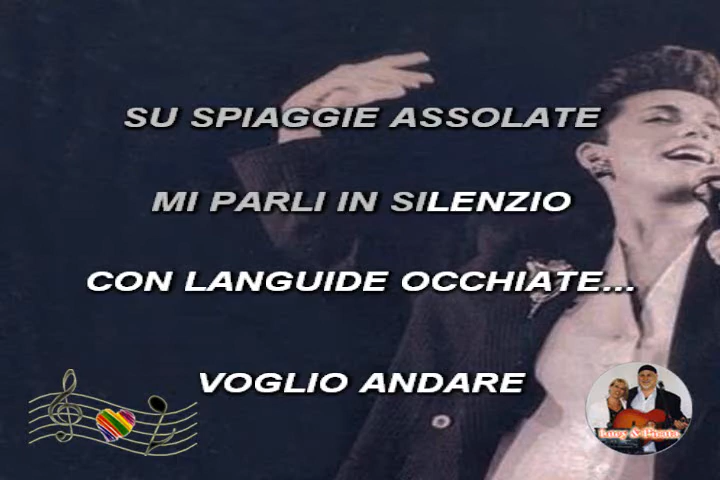 SU SPIAGGIE ASSOLATE
MI PARLI IN SILENZIO
CON LANGUIDE OCCHIATE...
VOGLIO ANDARE